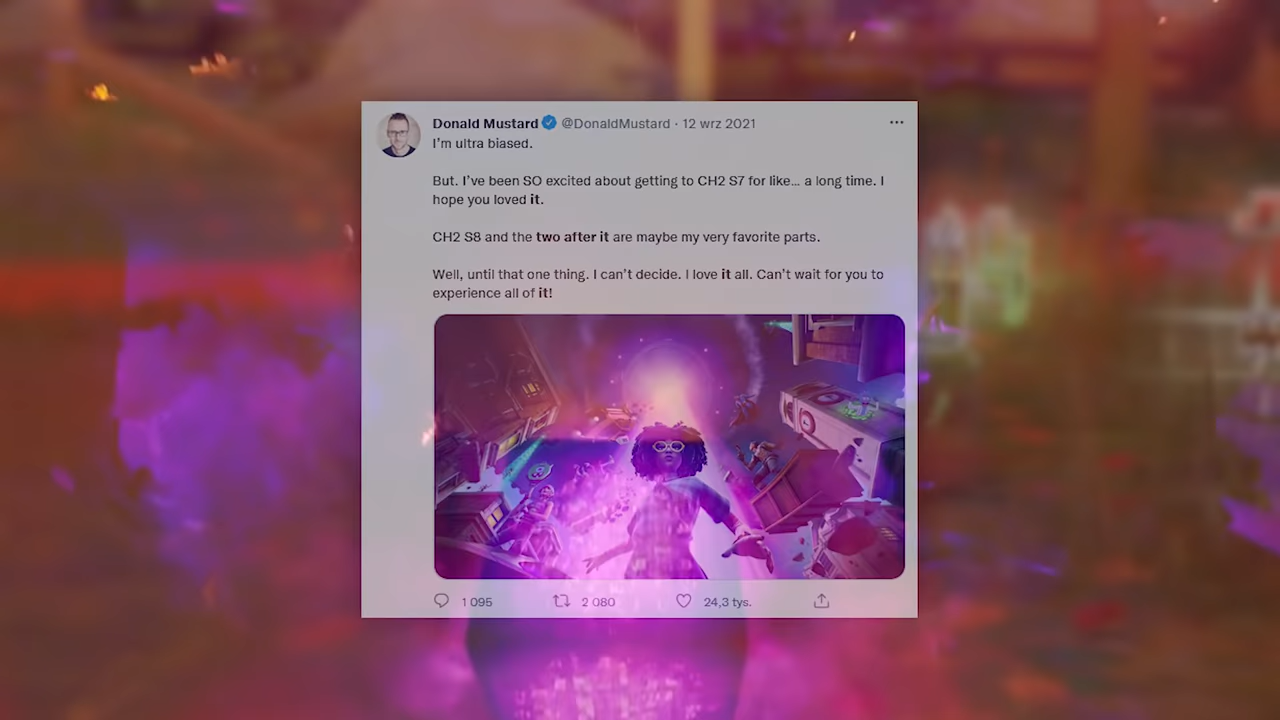 Donald Mustard @DonaldMustard · 12 wrz 2021
I'm ultra biased.
But. I've been SO excited about getting to CH2 S7 for like... a long time. I
hope you loved it.
CH2 S8 and the two after it are maybe my very favorite parts.
Well, until that one thing. I can't decide. I love it all. Can't wait for you to
experience all of it!
1 095 2 080 24,3 tys.